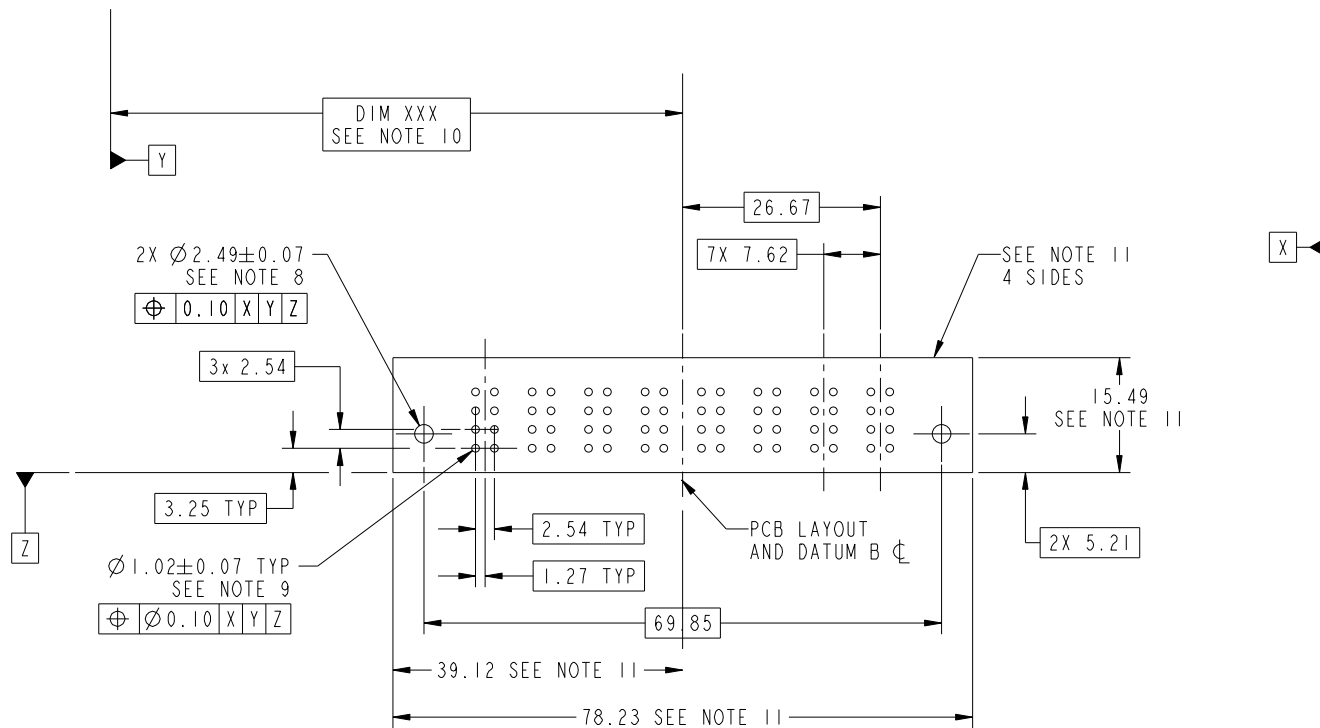 DIM XXX
SEE NOTE 10
Y
26.67
7X 7.62
X
2X ∅2.49±0.07
SEE NOTE 8
⌖ 0.10 X Y Z
SEE NOTE 11
4 SIDES
3x 2.54
15.49
SEE NOTE 11
3.25 TYP
Z
2.54 TYP
PCB LAYOUT
AND DATUM B ℄
2X 5.21
∅1.02±0.07 TYP
SEE NOTE 9
⌖ ∅0.10 X Y Z
1.27 TYP
69.85
39.12 SEE NOTE 11
78.23 SEE NOTE 11